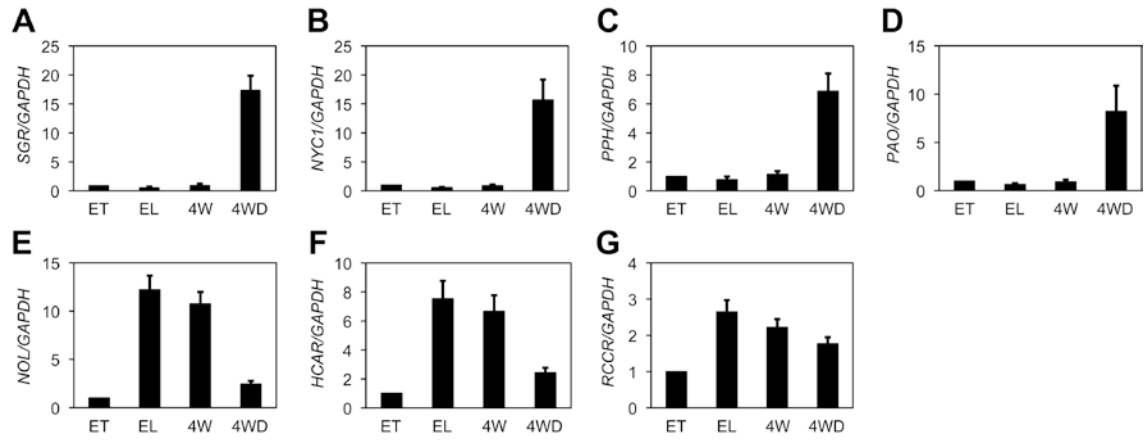 A
SGR/GAPDH
25
20
15
10
5
0
ET EL 4W 4WD
B
NYC1/GAPDH
25
20
15
10
5
0
ET EL 4W 4WD
C
PPH/GAPDH
10
8
6
4
2
0
ET EL 4W 4WD
D
PAO/GAPDH
15
10
5
0
ET EL 4W 4WD
E
NOL/GAPDH
15
10
5
0
ET EL 4W 4WD
F
HCAR/GAPDH
10
8
6
4
2
0
ET EL 4W 4WD
G
RCCR/GAPDH
4
3
2
1
0
ET EL 4W 4WD